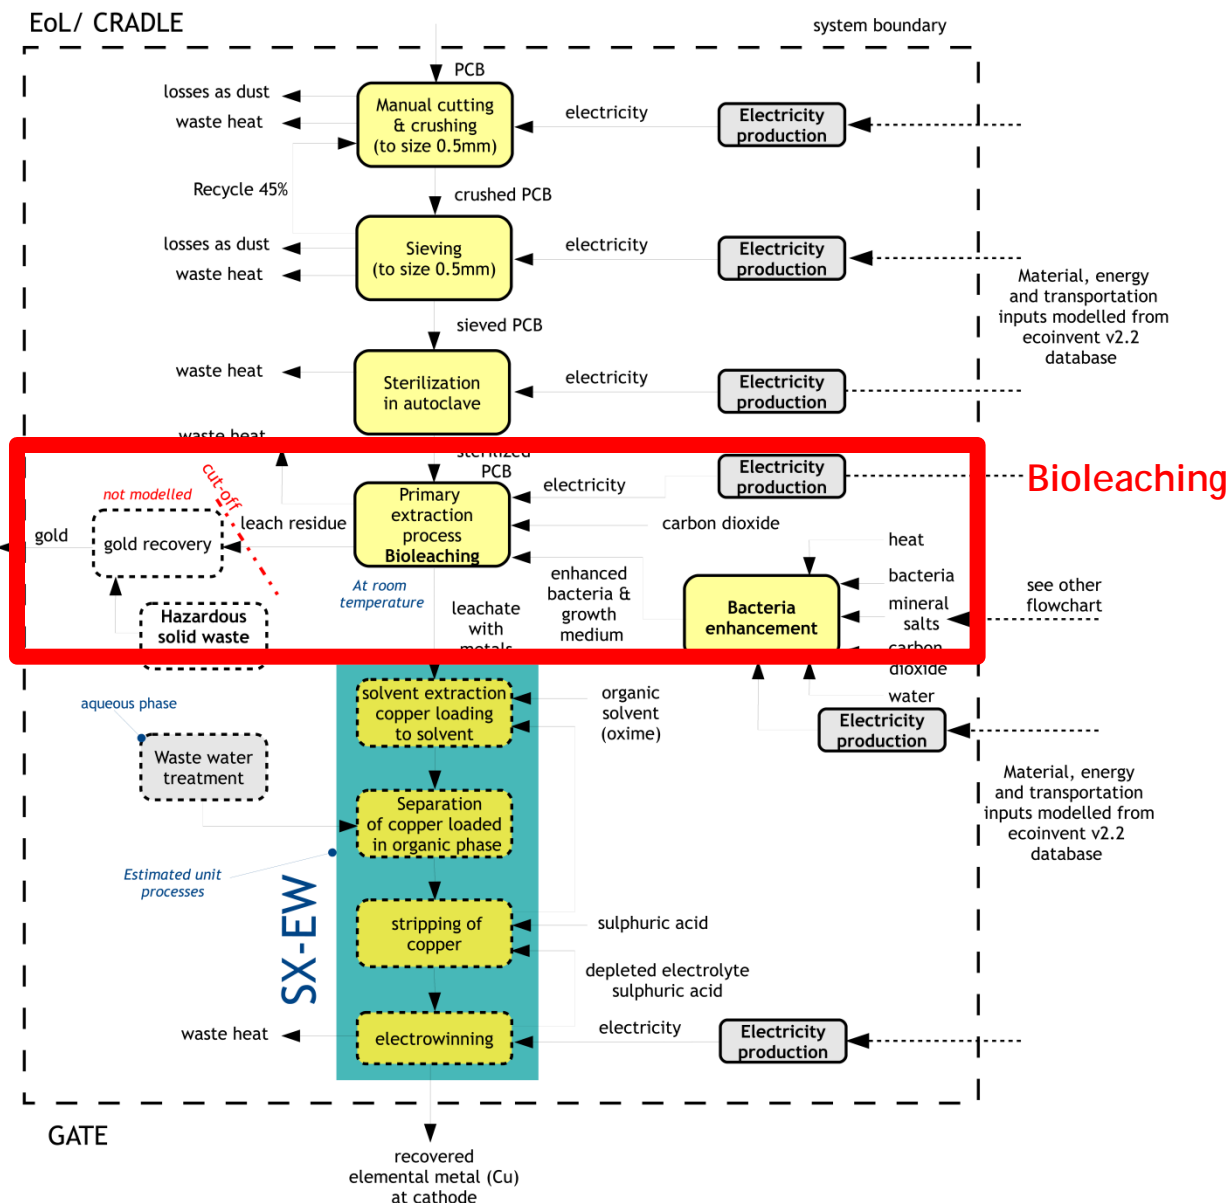 EoL/ CRADLE
system boundary
PCB
losses as dust
waste heat
Manual cutting
& crushing
(to size 0.5mm)
electricity
Electricity
production
Recycle 45%
crushed PCB
losses as dust
waste heat
Sieving
(to size 0.5mm)
electricity
Electricity
production
Material, energy
and transportation
inputs modelled from
ecoinvent v2.2
database
sieved PCB
waste heat
Sterilization
in autoclave
electricity
Electricity
production
waste heat
sterilized
PCB
Electricity
production
Bioleaching
cut-off
not modelled
gold
gold recovery
leach residue
Primary
extraction
process
Bioleaching
electricity
carbon dioxide
At room
temperature
enhanced
bacteria &
growth
medium
Bacteria
enhancement
heat
bacteria
mineral
salts
carbon
dioxide
water
see other
flowchart
Hazardous
solid waste
leachate
with
metals
aqueous phase
Waste water
treatment
solvent extraction
copper loading
to solvent
organic
solvent
(oxime)
Electricity
production
Material, energy
and transportation
inputs modelled from
ecoinvent v2.2
database
Separation
of copper loaded
in organic phase
Estimated unit
processes
SX-EW
stripping of
copper
sulphuric acid
depleted electrolyte
sulphuric acid
waste heat
electrowinning
electricity
Electricity
production
GATE
recovered
elemental metal (Cu)
at cathode